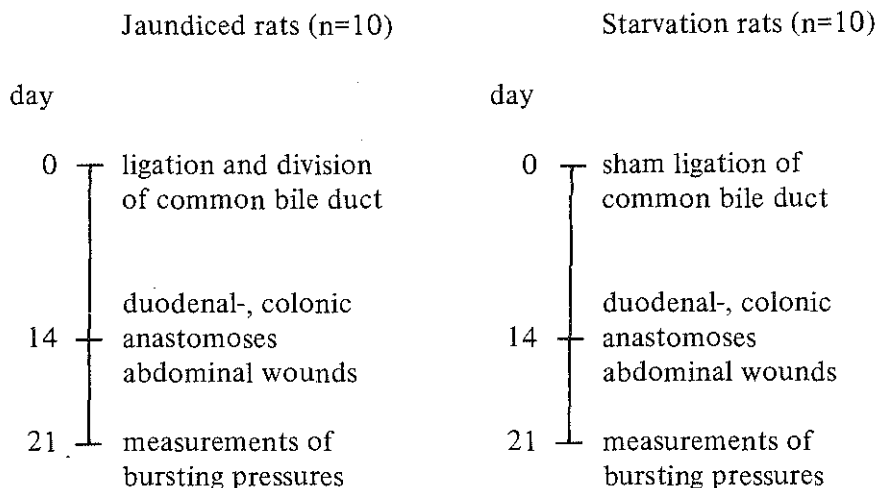 Jaundiced rats (n=10)
day
0 ligation and division
of common bile duct
duodenal-, colonic
14 anastomoses
abdominal wounds
21 measurements of
bursting pressures
Starvation rats (n=10)
day
0 sham ligation of
common bile duct
duodenal-, colonic
14 anastomoses
abdominal wounds
21 measurements of
bursting pressures